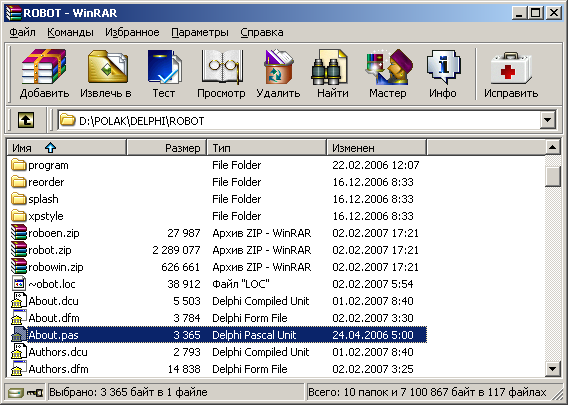 ROBOT - WinRAR
Файл Команды Избранное Параметры Справка
Добавить Извлечь в Тест Просмотр Удалить Найти Мастер Инфо Исправить
D:\POLAK\DELPHI\ROBOT
Имя Размер Тип Изменен
program File Folder 22.02.2006 12:07
reorder File Folder 16.12.2006 8:33
splash File Folder 16.12.2006 8:33
xpstyle File Folder 16.12.2006 8:33
roboen.zip 27 987 Архив ZIP - WinRAR 02.02.2007 17:21
robot.zip 2 289 077 Архив ZIP - WinRAR 02.02.2007 17:21
robowin.zip 626 661 Архив ZIP - WinRAR 02.02.2007 17:21
~obot.loc 38 912 Файл "LOC" 02.02.2007 5:54
About.dcu 5 503 Delphi Compiled Unit 01.02.2007 8:40
About.dfm 3 784 Delphi Form File 02.02.2007 3:30
About.pas 3 365 Delphi Pascal Unit 24.04.2006 5:00
Authors.dcu 2 793 Delphi Compiled Unit 01.02.2007 8:40
Authors.dfm 14 838 Delphi Form File 02.02.2007 3:25
Выбрано: 3 365 байт в 1 файле Всего: 10 папок и 7 100 867 байт в 117 файлах